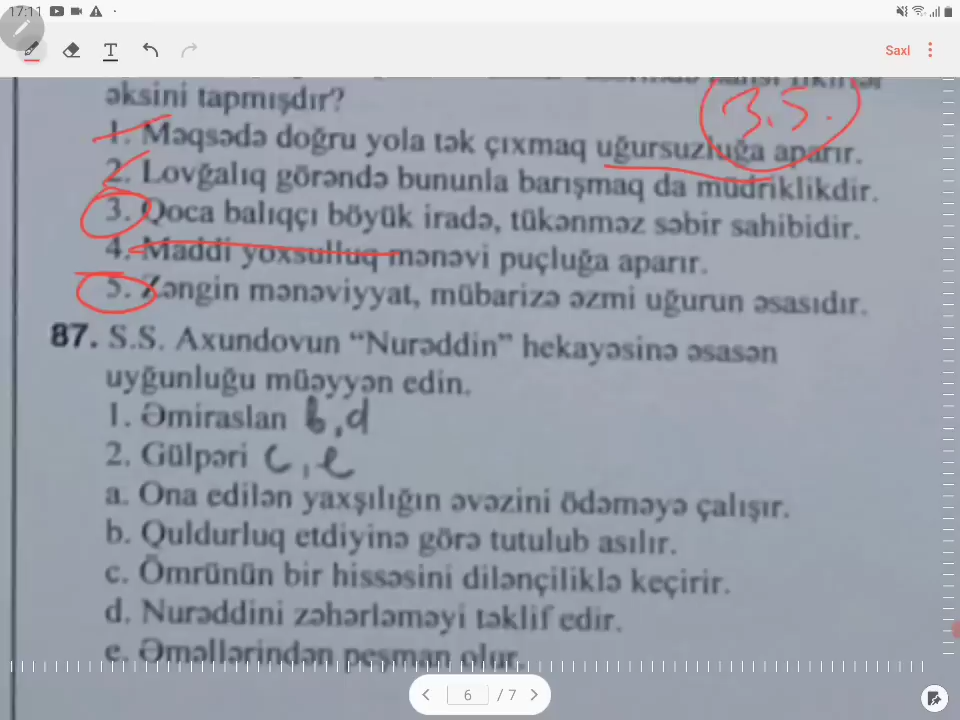 17:11
Saxl
əksini tapmışdır?
3.5.
1. Məqsədə doğru yola tək çıxmaq uğursuzluğa aparır.
2. Lovğalıq görəndə bununla barışmaq da müdriklikdir.
3. Qoca balıqçı böyük iradə, tükənməz səbir sahibidir.
4. Maddi yoxsulluq mənəvi puçluğa aparır.
5. Zəngin mənəviyyat, mübarizə əzmi uğurun əsasıdır.
87. S.S. Axundovun “Nurəddin” hekayəsinə əsasən
uyğunluğu müəyyən edin.
1. Əmiraslan b,d
2. Gülpəri c,e
a. Ona edilən yaxşılığın əvəzini ödəməyə çalışır.
b. Quldurluq etdiyinə görə tutulub asılır.
c. Ömrünün bir hissəsini dilənçiliklə keçirir.
d. Nurəddini zəhərləməyi təklif edir.
e. Əməllərindən peşman olur.
6 / 7